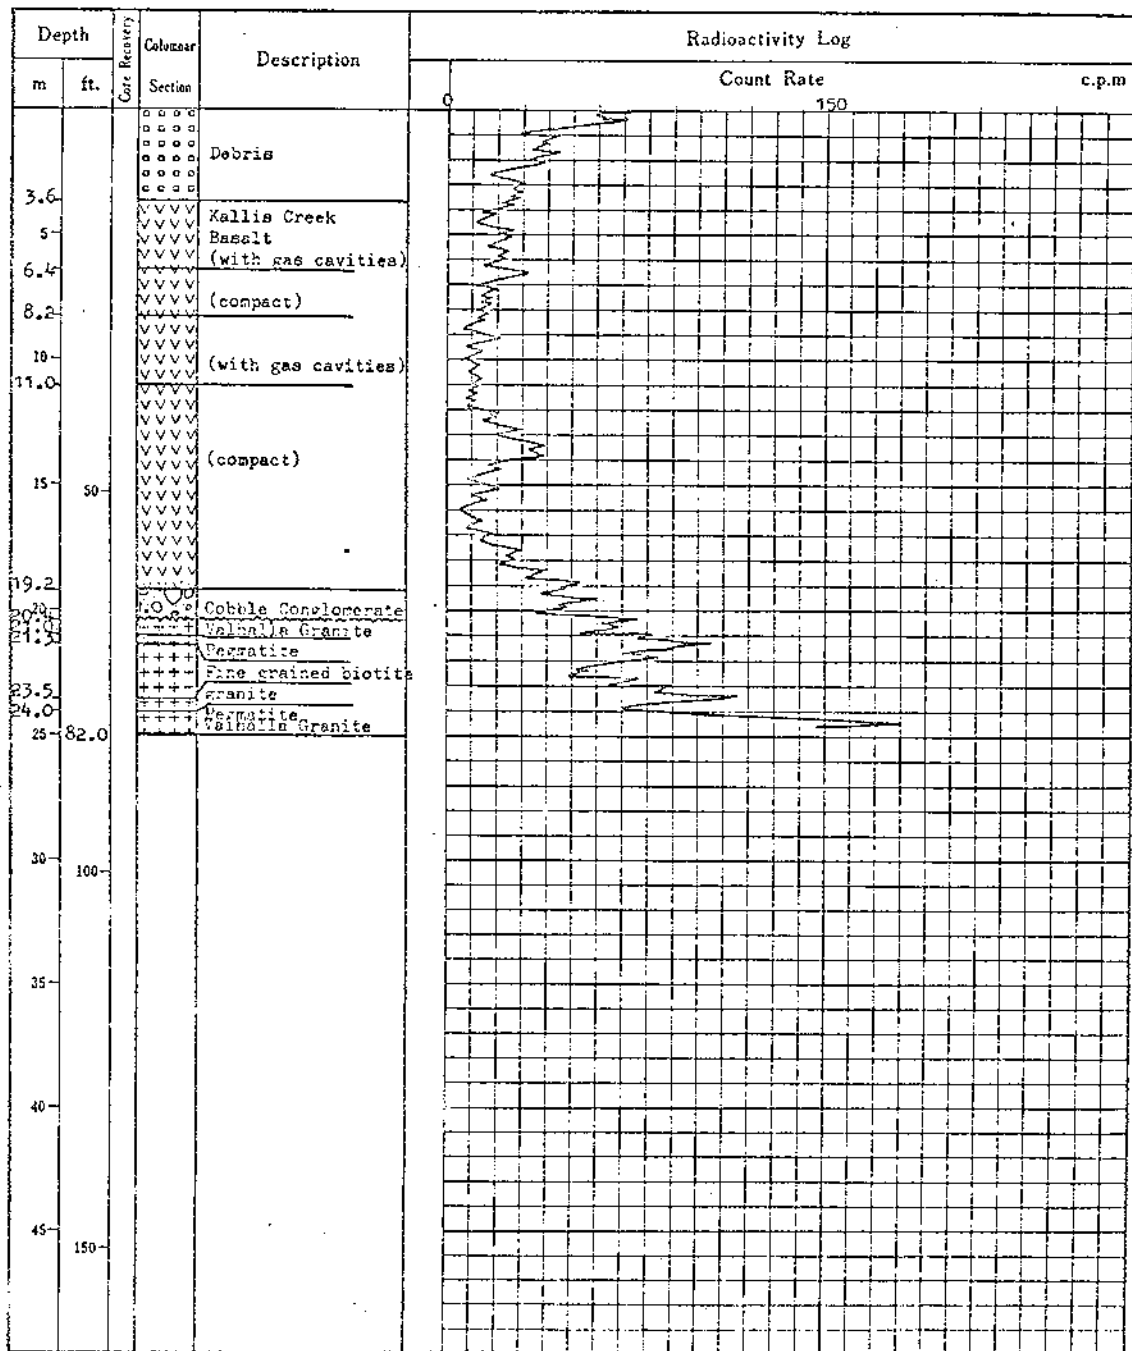 Depth
Core Recovery
Columnar Section
Description
Radioactivity Log
m
ft.
Count Rate
c.p.m
0
150
Debris
3.6
Kallis Creek
Basalt
5
(with gas cavities)
6.4
(compact)
8.2
10
(with gas cavities)
11.0
(compact)
15
50
19.2
Cobble Conglomerate
20
Valhalla Granite
21.3
Pegmatite
Fine grained biotite
23.5
granite
24.0
Pegmatite
Valhalla Granite
25
82.0
30
100
35
40
45
150